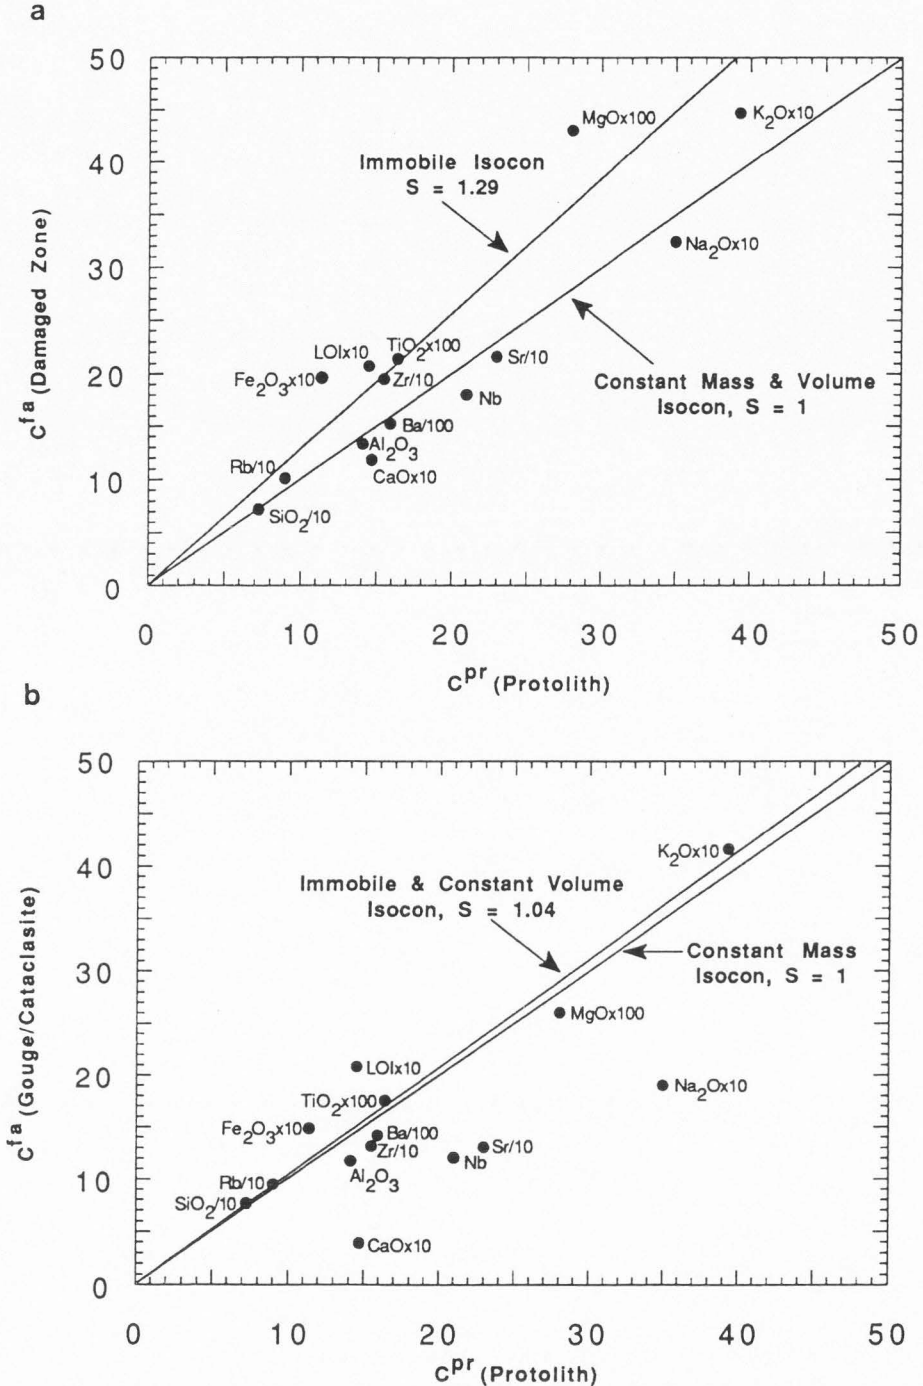 a
50
40
30
20
10
0
C^fa (Damaged Zone)
MgOx100
K₂Ox10
Immobile Isocon
S = 1.29
Na₂Ox10
TiO₂x100
LOIx10
Sr/10
Fe₂O₃x10
Zr/10
Constant Mass & Volume
Isocon, S = 1
Nb
Ba/100
Al₂O₃
Rb/10
CaOx10
SiO₂/10
0 10 20 30 40 50
C^pr (Protolith)
b
50
40
30
20
10
0
C^fa (Gouge/Cataclasite)
K₂Ox10
Immobile & Constant Volume
Isocon, S = 1.04
Constant Mass
Isocon, S = 1
MgOx100
LOIx10
Na₂Ox10
TiO₂x100
Fe₂O₃x10
Ba/100
Zr/10
Sr/10
Nb
Rb/10
Al₂O₃
SiO₂/10
CaOx10
0 10 20 30 40 50
C^pr (Protolith)